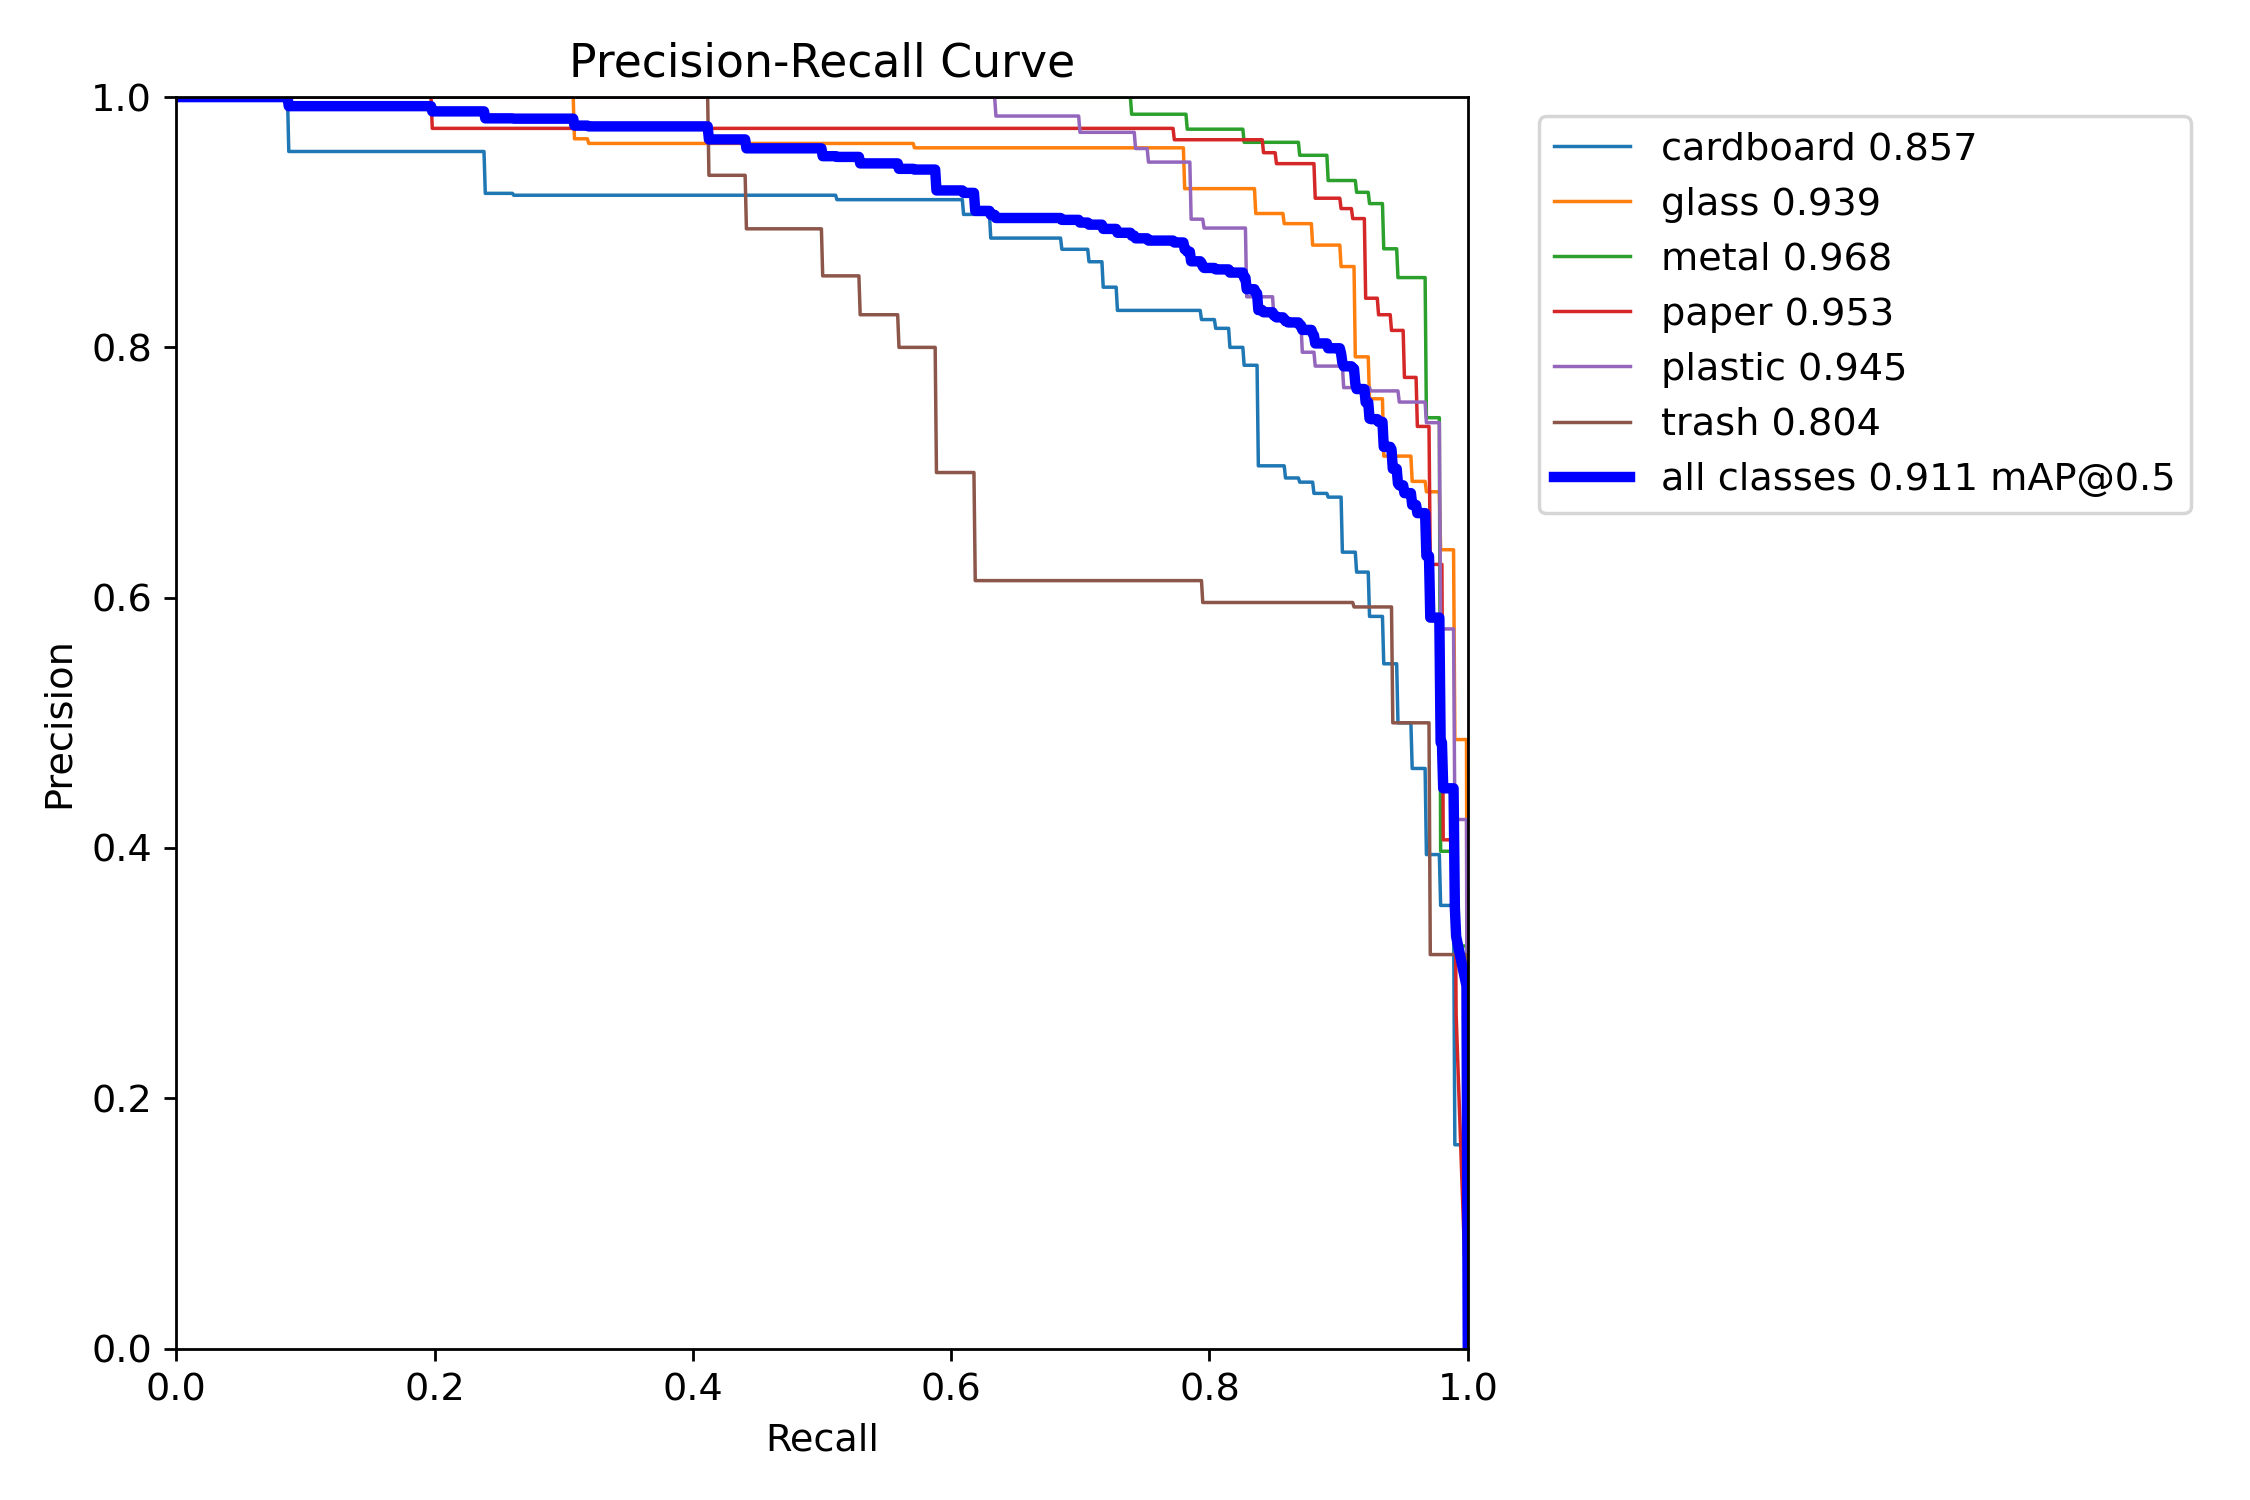 Precision-Recall Curve
1.0
0.8
0.6
0.4
0.2
0.0
Precision
0.0 0.2 0.4 0.6 0.8 1.0
Recall
cardboard 0.857
glass 0.939
metal 0.968
paper 0.953
plastic 0.945
trash 0.804
all classes 0.911 mAP@0.5